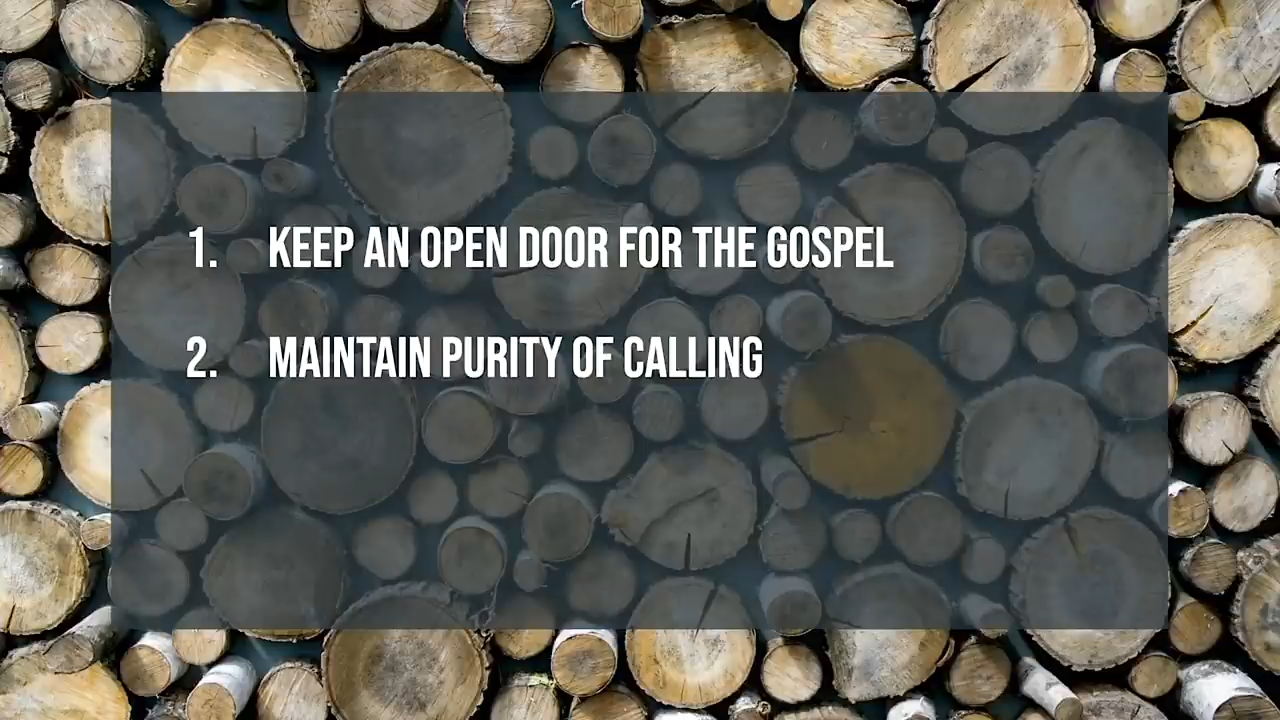 1. KEEP AN OPEN DOOR FOR THE GOSPEL
2. MAINTAIN PURITY OF CALLING